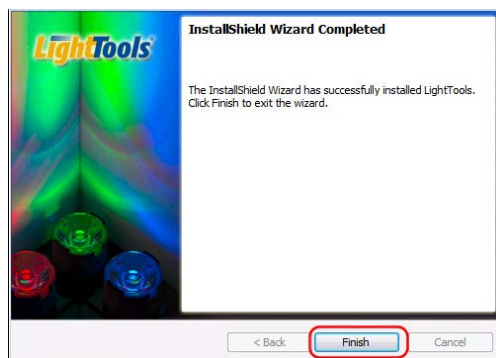 LightTools
InstallShield Wizard Completed
The InstallShield Wizard has successfully installed LightTools.
Click Finish to exit the wizard.
< Back
Finish
Cancel